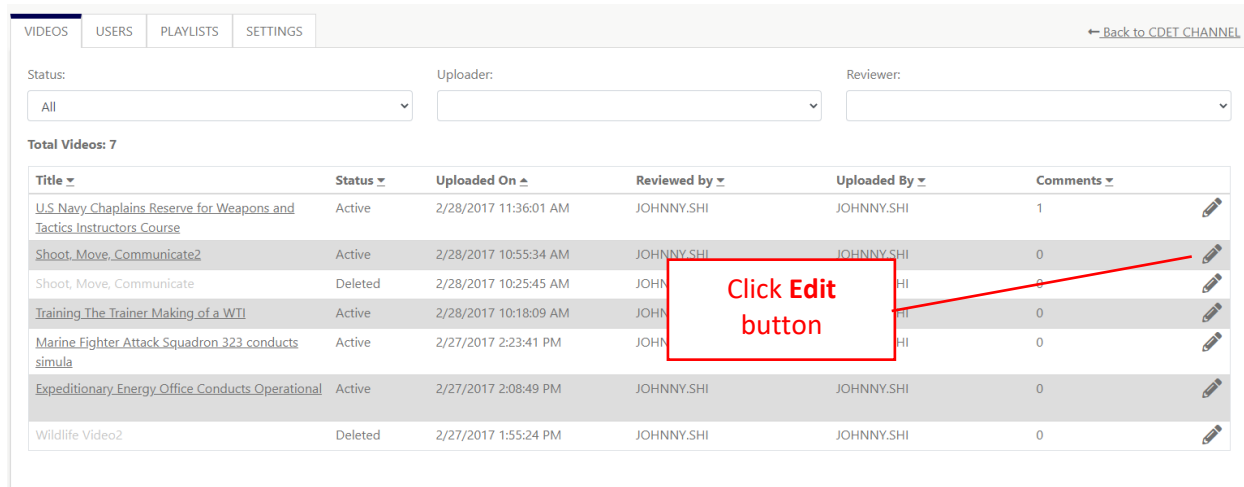 VIDEOS USERS PLAYLISTS SETTINGS ←Back to CDET CHANNEL
Status: Uploader: Reviewer:
All
Total Videos: 7
Title Status Uploaded On Reviewed by Uploaded By Comments
U.S Navy Chaplains Reserve for Weapons and Active 2/28/2017 11:36:01 AM JOHNNY.SHI JOHNNY.SHI 1
Tactics Instructors Course
Shoot, Move, Communicate2 Active 2/28/2017 10:55:34 AM JOHNNY.SHI JOHNNY.SHI 0
Shoot, Move, Communicate Deleted 2/28/2017 10:25:45 AM
Training The Trainer Making of a WTI Active 2/28/2017 10:18:09 AM 0
Marine Fighter Attack Squadron 323 conducts Active 2/27/2017 2:23:41 PM 0
simula
Expeditionary Energy Office Conducts Operational Active 2/27/2017 2:08:49 PM JOHNNY.SHI JOHNNY.SHI 0
Wildlife Video2 Deleted 2/27/2017 1:55:24 PM JOHNNY.SHI JOHNNY.SHI 0
Click Edit
button